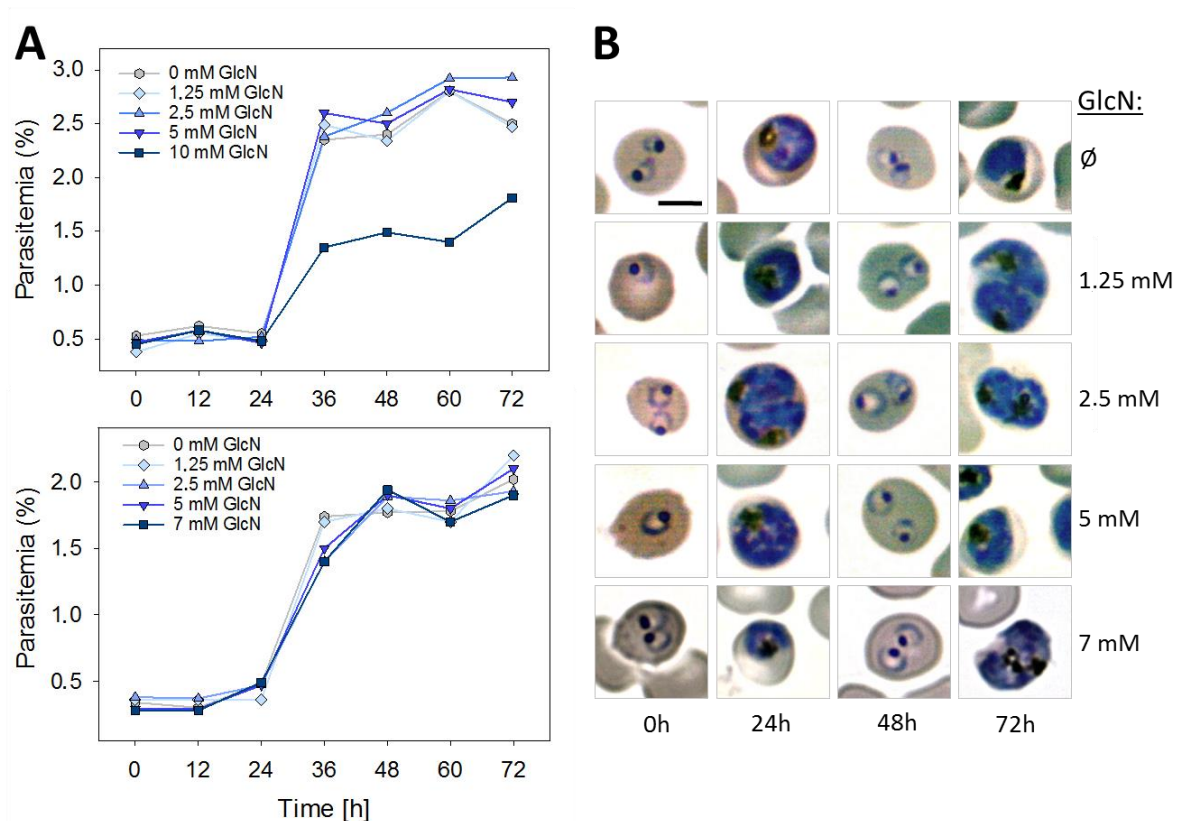 A
Parasitemia (%)
3.0
2.5
2.0
1.5
1.0
0.5
0 mM GlcN
1,25 mM GlcN
2.5 mM GlcN
5 mM GlcN
10 mM GlcN
0 12 24 36 48 60 72
Parasitemia (%)
2.0
1.5
1.0
0.5
0 mM GlcN
1,25 mM GlcN
2.5 mM GlcN
5 mM GlcN
7 mM GlcN
0 12 24 36 48 60 72
Time [h]
B
GlcN:
Ø
1.25 mM
2.5 mM
5 mM
7 mM
0h 24h 48h 72h